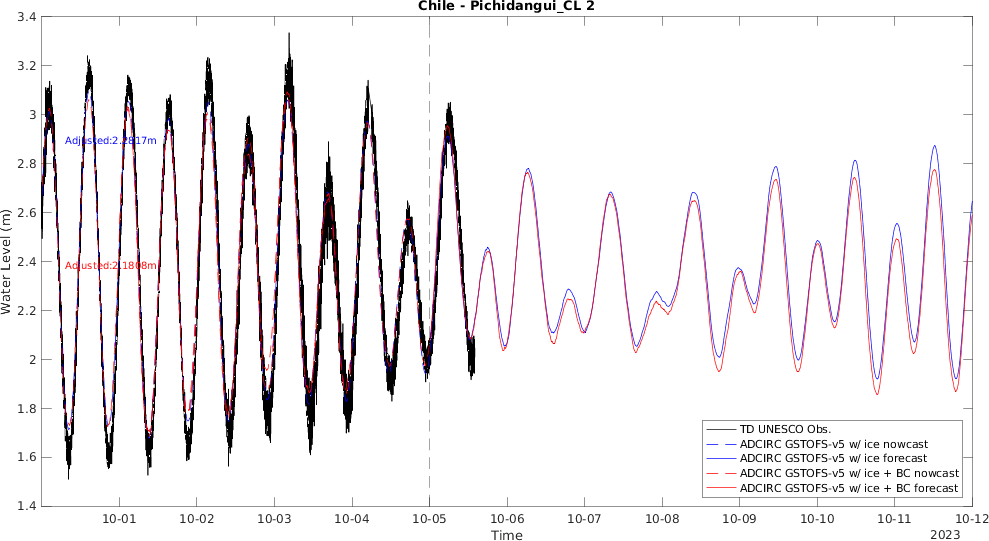 Chile - Pichidangui_CL 2
3.4
3.2
3
2.8
2.6
2.4
2.2
2
1.8
1.6
1.4
Water Level (m)
Adjusted:2.2817m
Adjusted:2.1808m
TD UNESCO Obs.
ADCIRC GSTOFS-v5 w/ ice nowcast
ADCIRC GSTOFS-v5 w/ ice forecast
ADCIRC GSTOFS-v5 w/ ice + BC nowcast
ADCIRC GSTOFS-v5 w/ ice + BC forecast
10-01 10-02 10-03 10-04 10-05 10-06 10-07 10-08 10-09 10-10 10-11 10-12
Time
2023